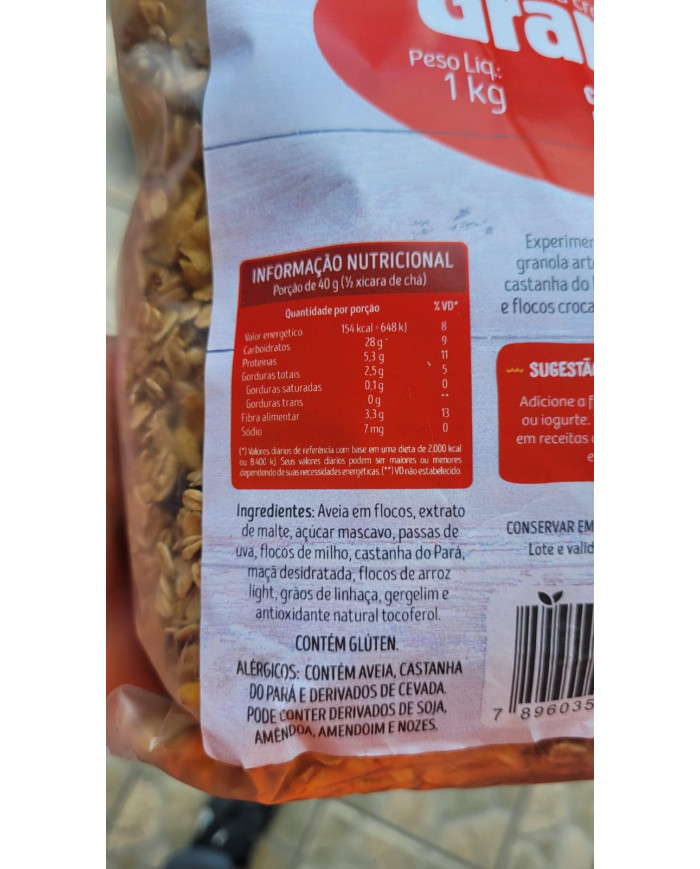 Peso Líq.:
1 kg
Experimen
granola art
castanha do
e flocos croca
INFORMAÇÃO NUTRICIONAL
Porção de 40 g (½ xícara de chá)
Quantidade por porção % VD*
Valor energético 154 kcal - 648 kJ 8
Carboidratos 28 g 9
Proteínas 5,3 g 11
Gorduras totais 2,5 g 5
Gorduras saturadas 0,1 g 0
Gorduras trans 0 g **
Fibra alimentar 3,3 g 13
Sódio 7 mg 0
(*) Valores diários de referência com base em uma dieta de 2.000 kcal
ou 8.400 kJ. Seus valores diários podem ser maiores ou menores
dependendo de suas necessidades energéticas. (**) VD não estabelecido.
SUGESTÃ
Adicione a f
ou iogurte.
em receitas
e
Ingredientes: Aveia em flocos, extrato
de malte, açúcar mascavo, passas de
uva, flocos de milho, castanha do Pará,
maçã desidratada, flocos de arroz
light, grãos de linhaça, gergelim e
antioxidante natural tocoferol.
CONTÉM GLÚTEN.
ALÉRGICOS: CONTÉM AVEIA, CASTANHA
DO PARÁ E DERIVADOS DE CEVADA.
PODE CONTER DERIVADOS DE SOJA,
AMÊNDOA, AMENDOIM E NOZES.
CONSERVAR EM
Lote e valid
7 896035